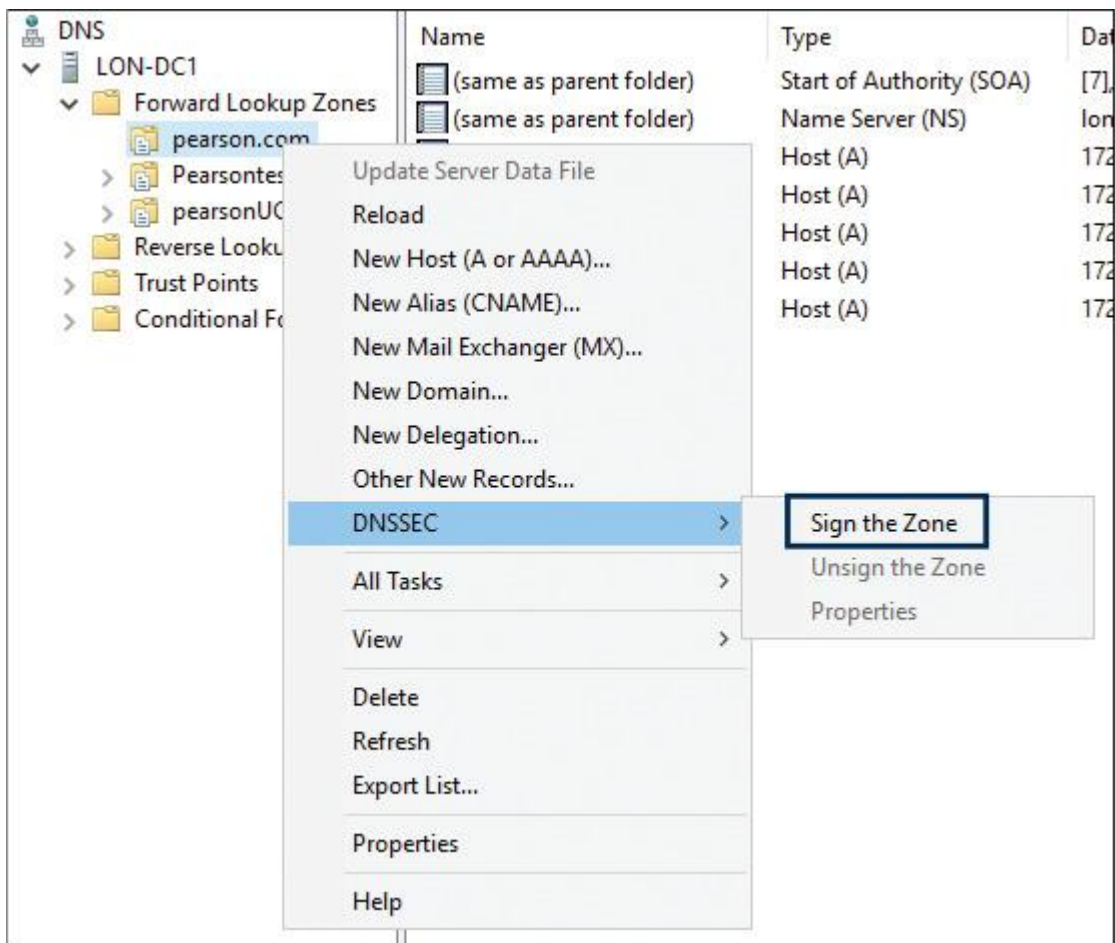 DNS
LON-DC1
Forward Lookup Zones
pearson.com
Pearsontes
pearsonUC
Reverse Looku
Trust Points
Conditional Fo
Name Type Dat
(same as parent folder) Start of Authority (SOA) [7],
(same as parent folder) Name Server (NS) lon
Host (A) 172
Host (A) 172
Host (A) 172
Host (A) 172
Host (A) 172
Update Server Data File
Reload
New Host (A or AAAA)...
New Alias (CNAME)...
New Mail Exchanger (MX)...
New Domain...
New Delegation...
Other New Records...
DNSSEC >
All Tasks >
View >
Delete
Refresh
Export List...
Properties
Help
Sign the Zone
Unsign the Zone
Properties